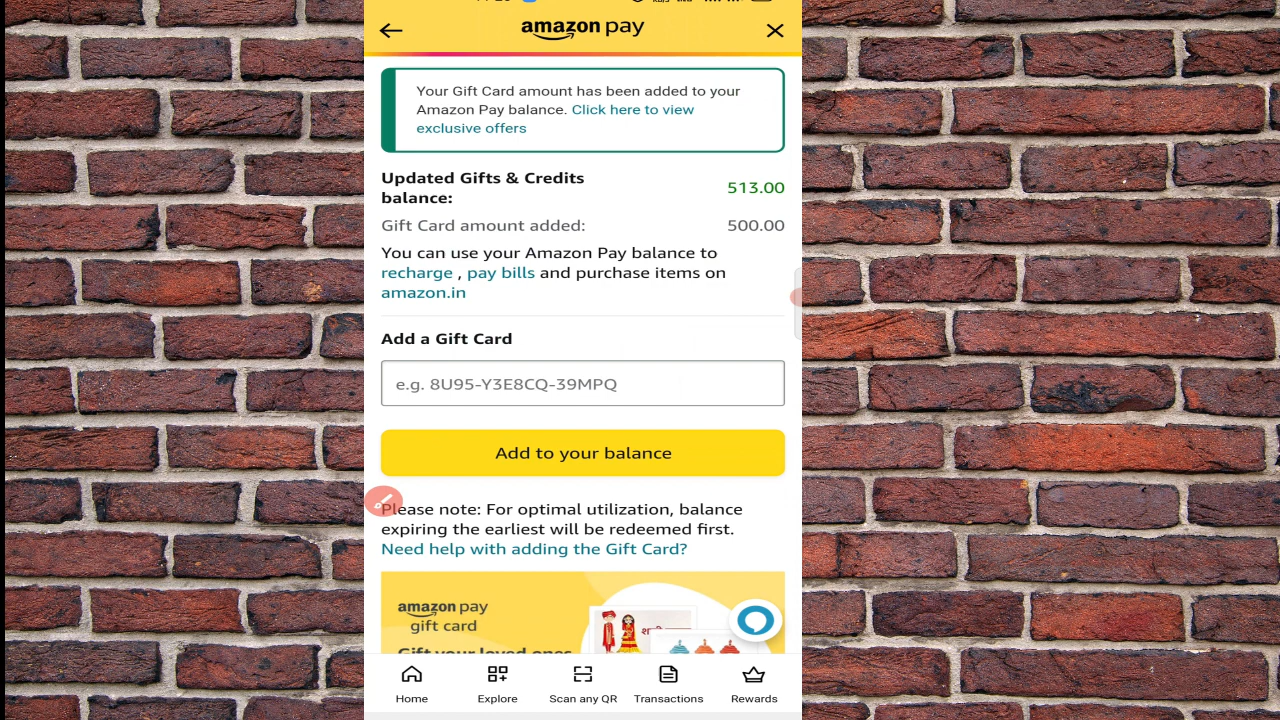 amazon pay
Your Gift Card amount has been added to your
Amazon Pay balance. Click here to view
exclusive offers
Updated Gifts & Credits
balance:
513.00
Gift Card amount added:
500.00
You can use your Amazon Pay balance to
recharge , pay bills and purchase items on
amazon.in
Add a Gift Card
e.g. 8U95-Y3E8CQ-39MPQ
Add to your balance
Please note: For optimal utilization, balance
expiring the earliest will be redeemed first.
Need help with adding the Gift Card?
amazon pay
gift card
Gift your loved ones
Home
Explore
Scan any QR
Transactions
Rewards